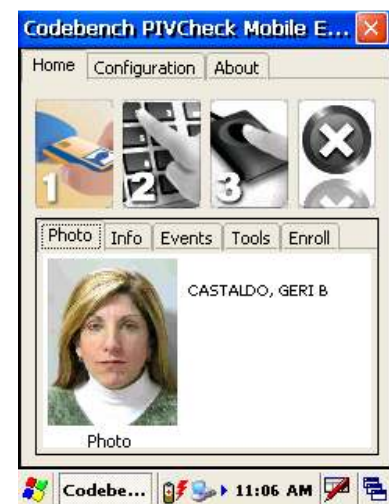 Codebench PIVCheck Mobile E...
Home Configuration About
1 2 3
Photo Info Events Tools Enroll
CASTALDO, GERI B
Photo
Codebe... 11:06 AM